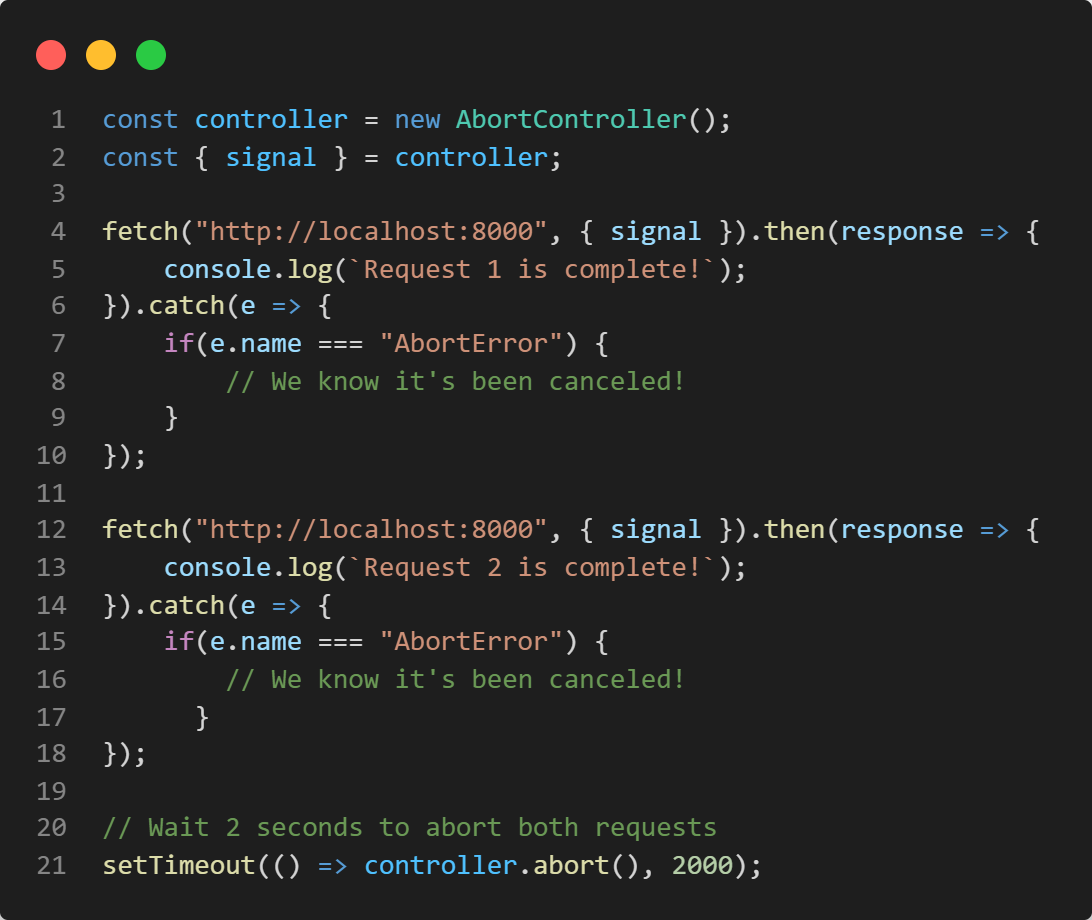 1 const controller = new AbortController();
2 const { signal } = controller;
3
4 fetch("http://localhost:8000", { signal }).then(response => {
5     console.log(`Request 1 is complete!`);
6 }).catch(e => {
7     if(e.name === "AbortError") {
8         // We know it's been canceled!
9     }
10 });
11
12 fetch("http://localhost:8000", { signal }).then(response => {
13     console.log(`Request 2 is complete!`);
14 }).catch(e => {
15     if(e.name === "AbortError") {
16         // We know it's been canceled!
17       }
18 });
19
20 // Wait 2 seconds to abort both requests
21 setTimeout(() => controller.abort(), 2000);